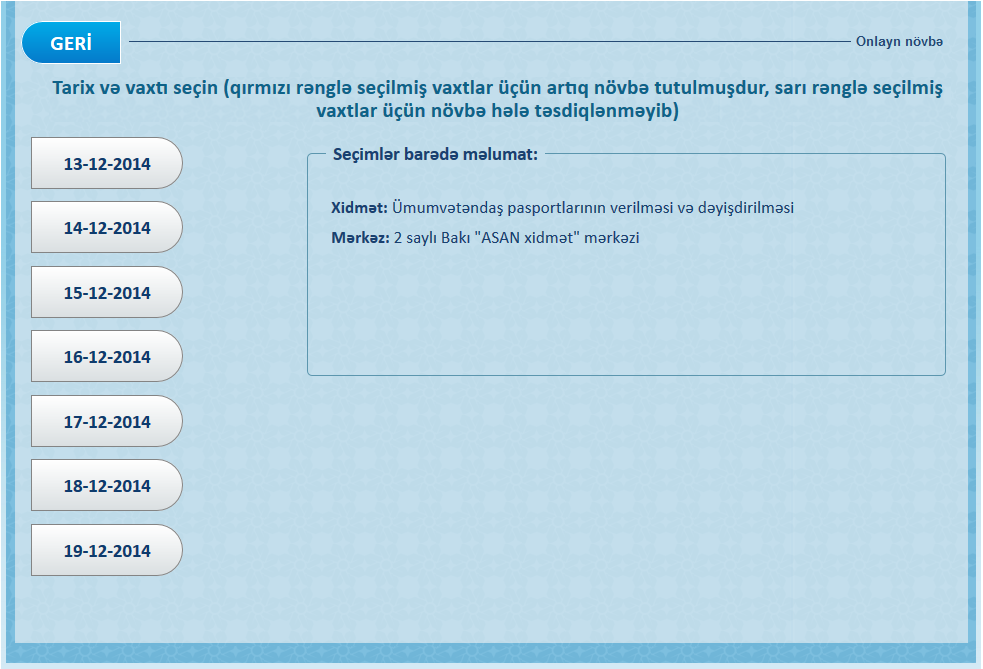 GERİ
Onlayn növbə
Tarix və vaxtı seçin (qırmızı rənglə seçilmiş vaxtlar üçün artıq növbə tutulmuşdur, sarı rənglə seçilmiş
vaxtlar üçün növbə hələ təsdiqlənməyib)
13-12-2014
14-12-2014
15-12-2014
16-12-2014
17-12-2014
18-12-2014
19-12-2014
Seçimlər barədə məlumat:
Xidmət: Ümumvətəndaş pasportlarının verilməsi və dəyişdirilməsi
Mərkəz: 2 saylı Bakı "ASAN xidmət" mərkəzi